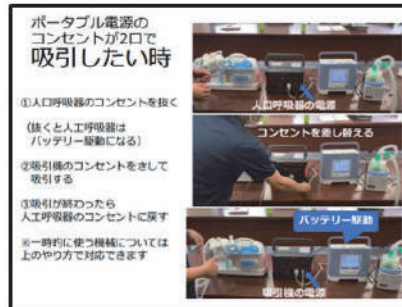 ポータブル電源の
コンセントが2口で
吸引したい時
①人口呼吸器のコンセントを抜く
(抜くと人工呼吸器は
バッテリー駆動になる)
②吸引機のコンセントをさして
吸引する
③吸引が終わったら
人工呼吸器のコンセントに戻す
※一時的に使う機械については
上のやり方で対応できます
人口呼吸器の電源
コンセントを差し替える
バッテリー駆動
吸引機の電源